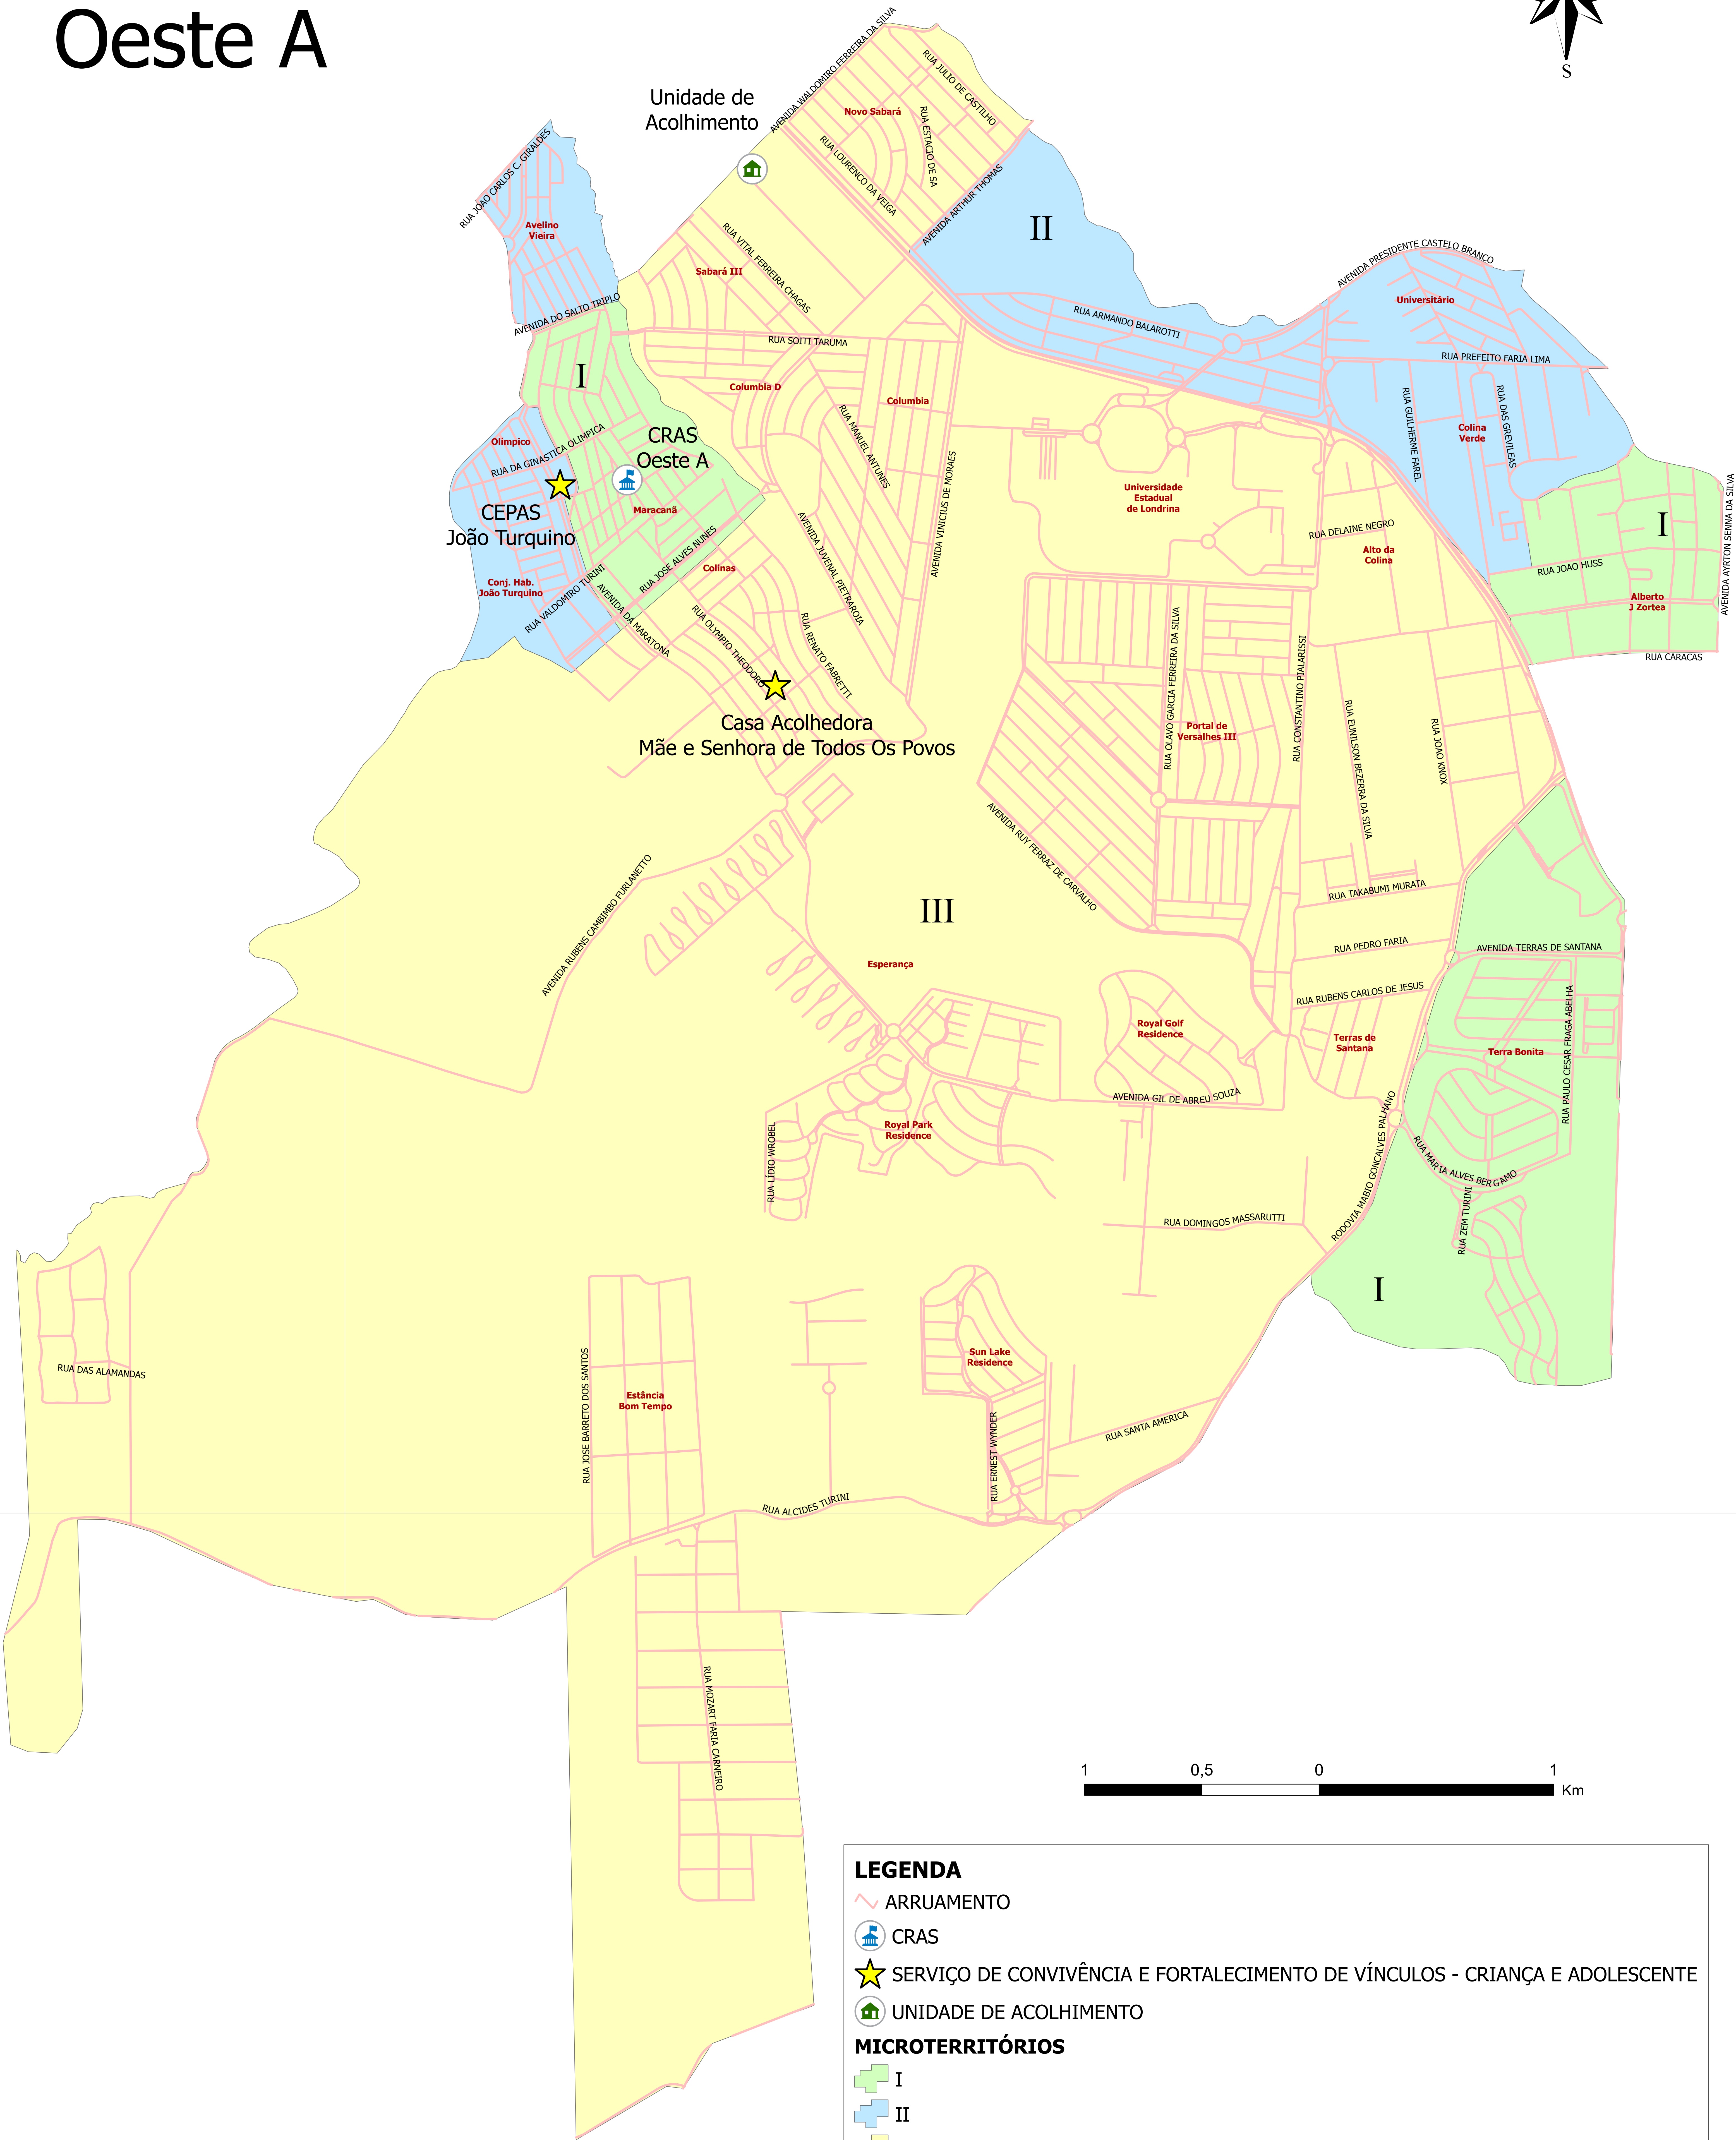 Oeste A
S
Unidade de
Acolhimento
AVENIDA WALDOMIRO FERREIRA DA SILVA
RUA JULIO DE CASTILHO
Novo Sabará
RUA ESTACIO DE SA
RUA LOURENCO DA VEIGA
AVENIDA ARTHUR THOMAS
RUA JOAO CARLOS C. GIRALDES
Avelino
Vieira
II
RUA VITAL FERREIRA CHAGAS
Sabará III
AVENIDA PRESIDENTE CASTELO BRANCO
Universitário
AVENIDA DO SALTO TRIPLO
RUA ARMANDO BALAROTTI
RUA SOITI TARUMA
RUA PREFEITO FARIA LIMA
I
Columbia D
Columbia
RUA MANUEL ANTUNES
RUA GUILHERME FAREL
RUA DAS GREVILEAS
Colina
Verde
Olimpico
RUA DA GINASTICA OLIMPICA
CRAS
Oeste A
AVENIDA VINICIUS DE MORAES
Universidade
Estadual
de Londrina
CEPAS
João Turquino
Maracanã
AVENIDA JUVENAL PIETRAROIA
RUA DELAINE NEGRO
Alto da
Colina
I
AVENIDA AYRTON SENNA DA SILVA
RUA JOSE ALVES NUNES
Colinas
RUA JOAO HUSS
Conj. Hab.
João Turquino
RUA VALDOMIRO TURINI
AVENIDA DA MARATONA
RUA OLYMPIO THEODORO
RUA RENATO FABRETTI
Alberto
J Zortea
RUA CARACAS
RUA OLAVO GARCIA FERREIRA DA SILVA
RUA CONSTANTINO PIALARISSI
Casa Acolhedora
Mãe e Senhora de Todos Os Povos
Portal de
Versalhes III
RUA EUNILSON BEZERRA DA SILVA
RUA JOAO KNOX
AVENIDA RUY FERRAZ DE CARVALHO
AVENIDA RUBENS CAMBIMBO FURLANETTO
III
RUA TAKABUMI MURATA
RUA PEDRO FARIA
AVENIDA TERRAS DE SANTANA
Esperança
RUA RUBENS CARLOS DE JESUS
RUA PAULO CESAR FRAGA ABELHA
Royal Golf
Residence
Terras de
Santana
Terra Bonita
AVENIDA GIL DE ABREU SOUZA
Royal Park
Residence
RUA LÍDIO WROBEL
RODOVIA MABIO GONCALVES PALHANO
RUA MARIA ALVES BERGAMO
RUA ZEM TURINI
RUA DOMINGOS MASSARUTTI
I
Sun Lake
Residence
RUA DAS ALAMANDAS
RUA JOSE BARRETO DOS SANTOS
Estância
Bom Tempo
RUA ERNEST WYNDER
RUA SANTA AMERICA
RUA ALCIDES TURINI
RUA MOZART FARIA CARNEIRO
1 0,5 0 1
Km
LEGENDA
ARRUAMENTO
CRAS
SERVIÇO DE CONVIVÊNCIA E FORTALECIMENTO DE VÍNCULOS - CRIANÇA E ADOLESCENTE
UNIDADE DE ACOLHIMENTO
MICROTERRITÓRIOS
I
II